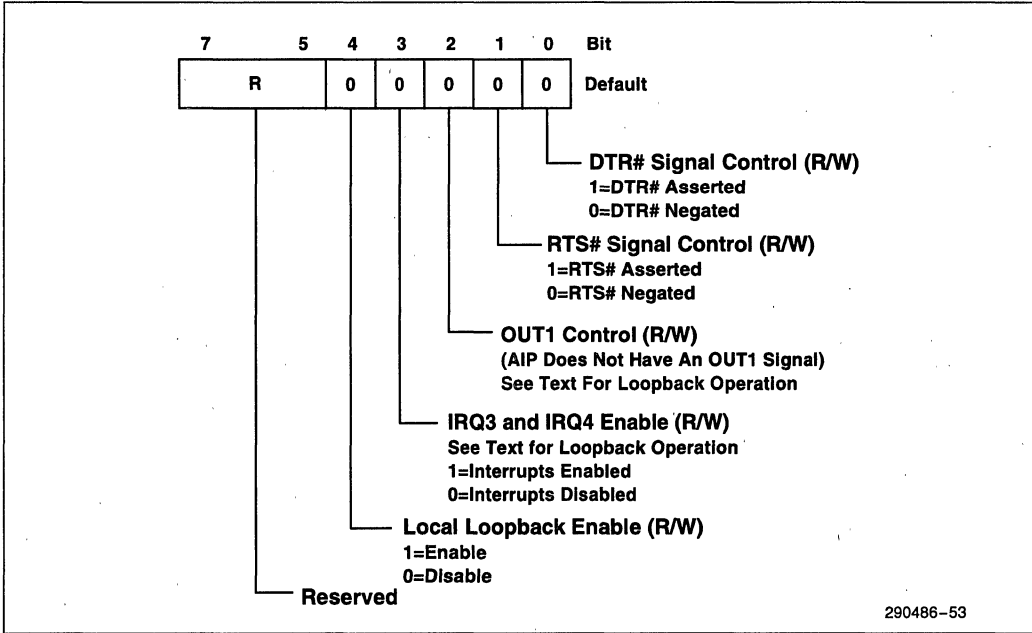 7 5 4 3 2 1 0 Bit
R 0 0 0 0 0 Default
DTR# Signal Control (R/W)
1=DTR# Asserted
0=DTR# Negated
RTS# Signal Control (R/W)
1=RTS# Asserted
0=RTS# Negated
OUT1 Control (R/W)
(AIP Does Not Have An OUT1 Signal)
See Text For Loopback Operation
IRQ3 and IRQ4 Enable (R/W)
See Text for Loopback Operation
1=Interrupts Enabled
0=Interrupts Disabled
Local Loopback Enable (R/W)
1=Enable
0=Disable
Reserved
290486-53